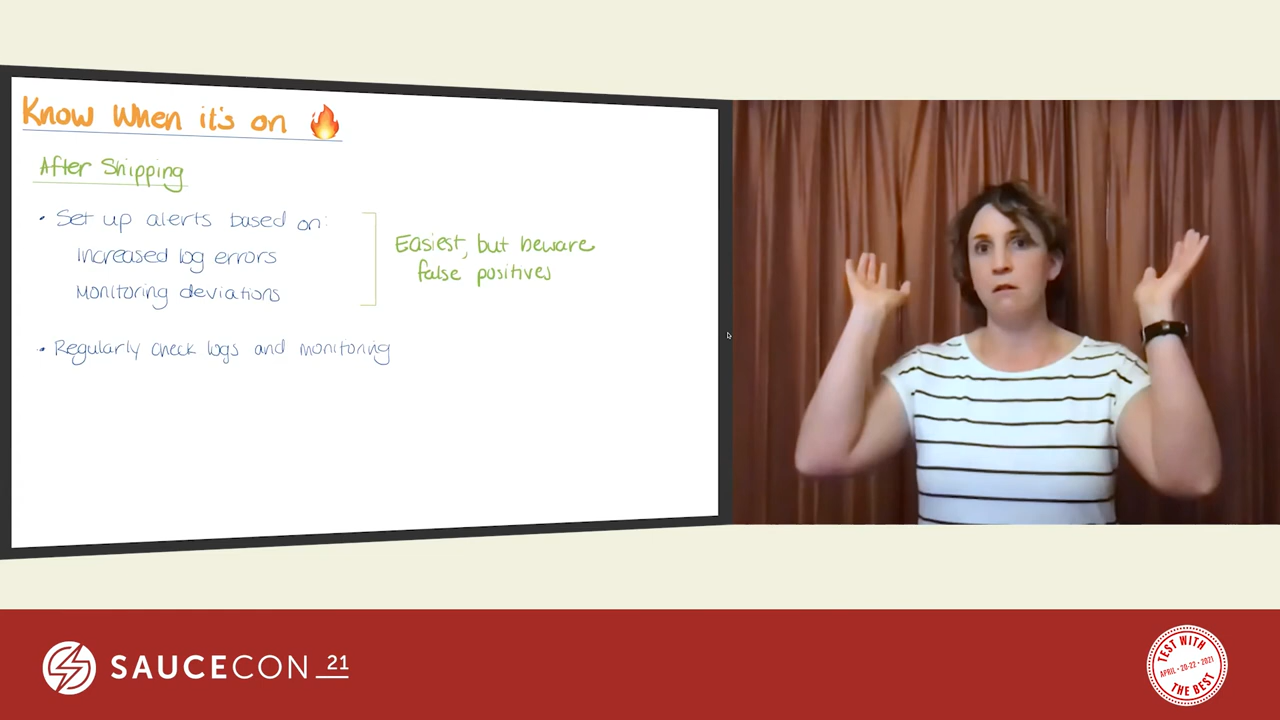 Know When it's on 🔥
After Shipping
• Set up alerts based on:
Increased log errors
Monitoring deviations
Easiest, but beware
false positives
• Regularly check logs and monitoring
SAUCECON 21
TEST WITH
APRIL • 20-22 • 2021
THE BEST